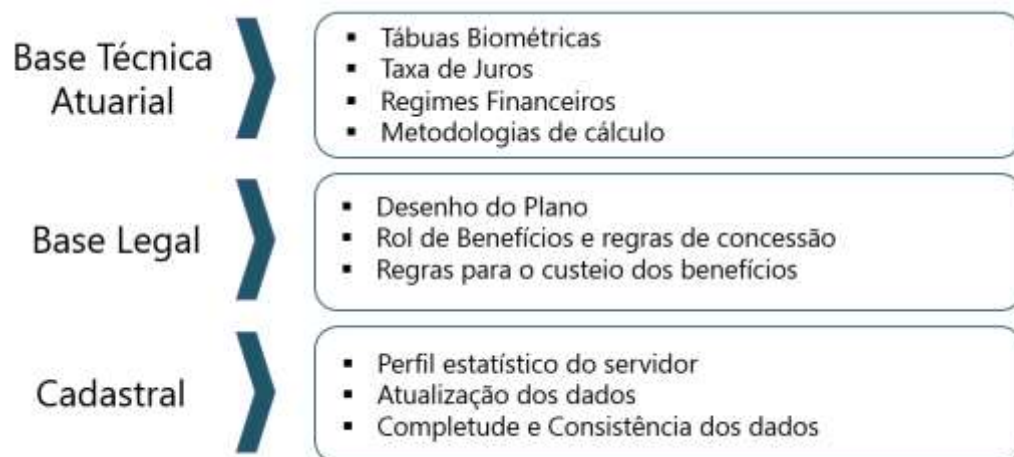 Base Técnica
Atuarial
▪ Tábuas Biométricas
▪ Taxa de Juros
▪ Regimes Financeiros
▪ Metodologias de cálculo
Base Legal
▪ Desenho do Plano
▪ Rol de Benefícios e regras de concessão
▪ Regras para o custeio dos benefícios
Cadastral
▪ Perfil estatístico do servidor
▪ Atualização dos dados
▪ Completude e Consistência dos dados